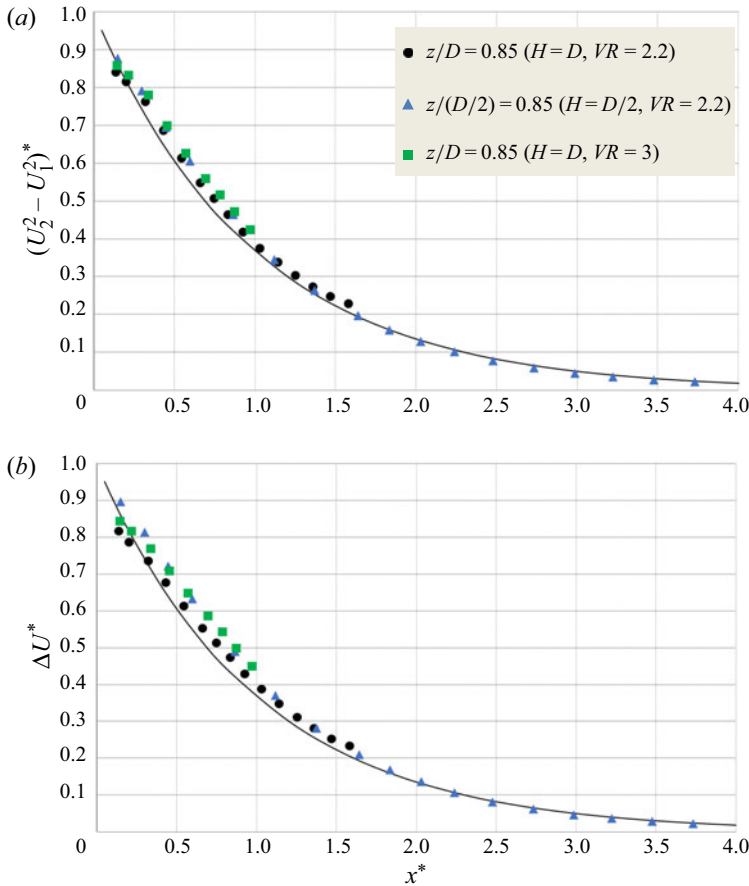 (a)
1.0
0.9
0.8
0.7
0.6
0.5
0.4
0.3
0.2
0.1
0
(U₂² – U₁²)*
z/D = 0.85 (H = D, VR = 2.2)
z/(D/2) = 0.85 (H = D/2, VR = 2.2)
z/D = 0.85 (H = D, VR = 3)
0.5 1.0 1.5 2.0 2.5 3.0 3.5 4.0
(b)
1.0
0.9
0.8
0.7
0.6
0.5
0.4
0.3
0.2
0.1
0
ΔU*
0.5 1.0 1.5 2.0 2.5 3.0 3.5 4.0
x*